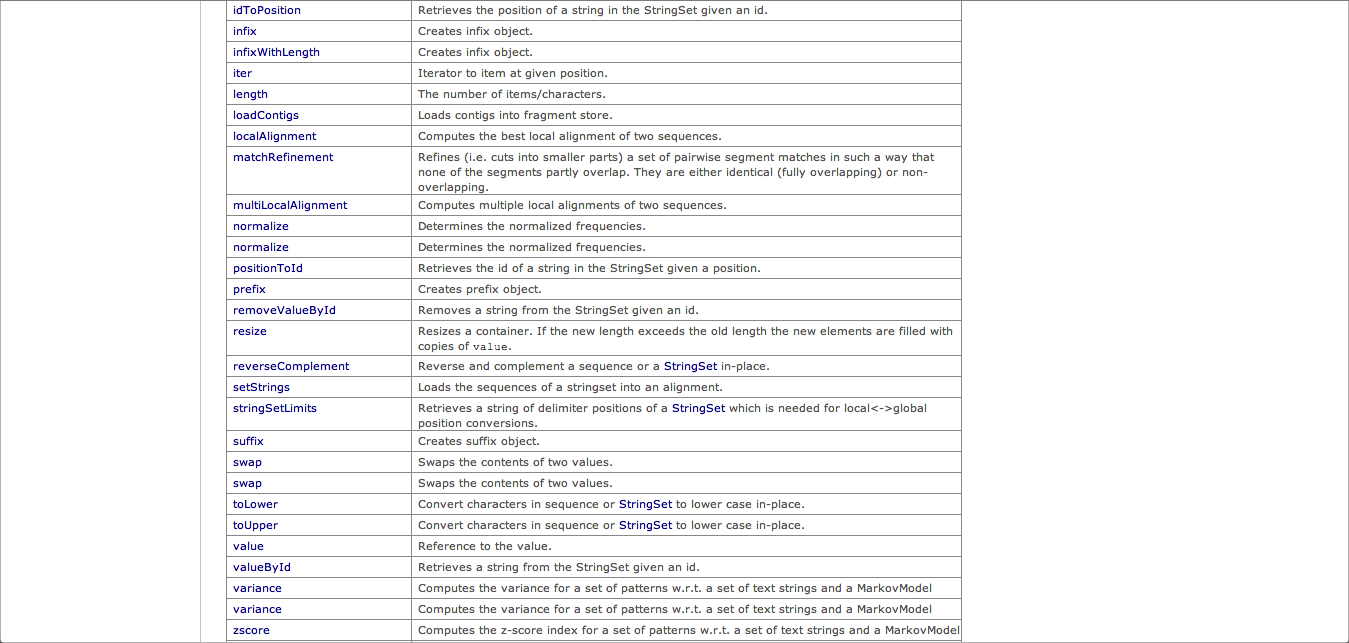 idToPosition Retrieves the position of a string in the StringSet given an id.
infix Creates infix object.
infixWithLength Creates infix object.
iter Iterator to item at given position.
length The number of items/characters.
loadContigs Loads contigs into fragment store.
localAlignment Computes the best local alignment of two sequences.
matchRefinement Refines (i.e. cuts into smaller parts) a set of pairwise segment matches in such a way that
none of the segments partly overlap. They are either identical (fully overlapping) or non-
overlapping.
multiLocalAlignment Computes multiple local alignments of two sequences.
normalize Determines the normalized frequencies.
normalize Determines the normalized frequencies.
positionToId Retrieves the id of a string in the StringSet given a position.
prefix Creates prefix object.
removeValueById Removes a string from the StringSet given an id.
resize Resizes a container. If the new length exceeds the old length the new elements are filled with
copies of value.
reverseComplement Reverse and complement a sequence or a StringSet in-place.
setStrings Loads the sequences of a stringset into an alignment.
stringSetLimits Retrieves a string of delimiter positions of a StringSet which is needed for local<->global
position conversions.
suffix Creates suffix object.
swap Swaps the contents of two values.
swap Swaps the contents of two values.
toLower Convert characters in sequence or StringSet to lower case in-place.
toUpper Convert characters in sequence or StringSet to lower case in-place.
value Reference to the value.
valueById Retrieves a string from the StringSet given an id.
variance Computes the variance for a set of patterns w.r.t. a set of text strings and a MarkovModel
variance Computes the variance for a set of patterns w.r.t. a set of text strings and a MarkovModel
zscore Computes the z-score index for a set of patterns w.r.t. a set of text strings and a MarkovModel